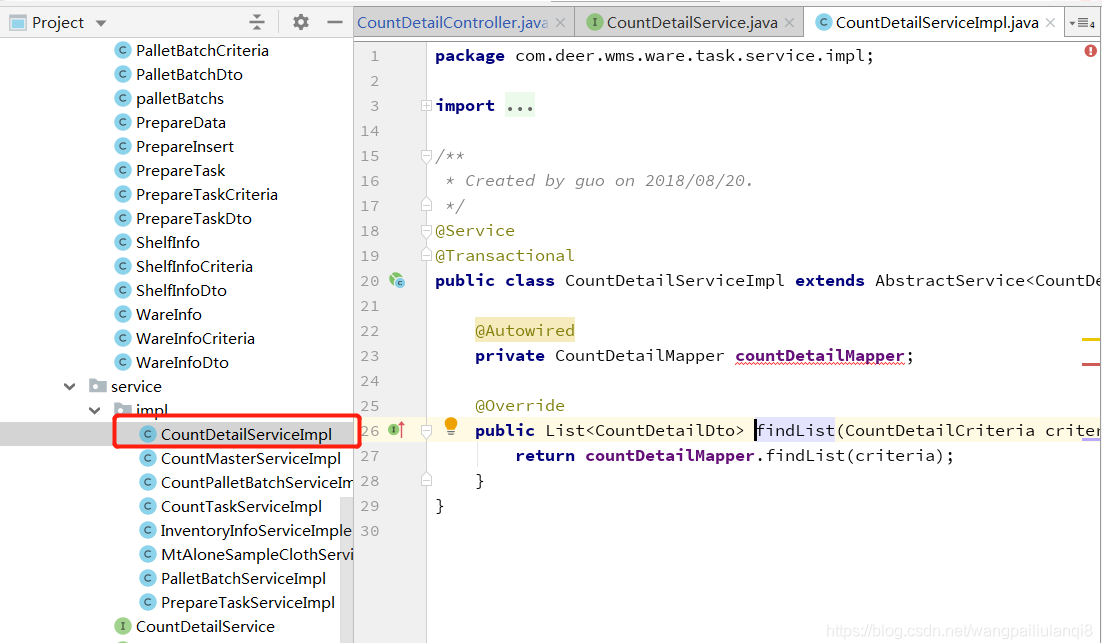 Project
PalletBatchCriteria
PalletBatchDto
palletBatchs
PrepareData
PrepareInsert
PrepareTask
PrepareTaskCriteria
PrepareTaskDto
ShelfInfo
ShelfInfoCriteria
ShelfInfoDto
WareInfo
WareInfoCriteria
WareInfoDto
service
impl
CountDetailServiceImpl
CountMasterServiceImpl
CountPalletBatchServiceIm
CountTaskServiceImpl
InventoryInfoServiceImple
MtAloneSampleClothServi
PalletBatchServiceImpl
PrepareTaskServiceImpl
CountDetailService
CountDetailController.java CountDetailService.java CountDetailServiceImpl.java 4
1 package com.deer.wms.ware.task.service.impl;
2
3 import ...
14
15 /**
16 * Created by guo on 2018/08/20.
17 */
18 @Service
19 @Transactional
20 public class CountDetailServiceImpl extends AbstractService<CountDe
21
22 @Autowired
23 private CountDetailMapper countDetailMapper;
24
25 @Override
26 public List<CountDetailDto> findList(CountDetailCriteria criter
27 return countDetailMapper.findList(criteria);
28 }
29 }
30
https://blog.csdn.net/wangpailiulanqi8